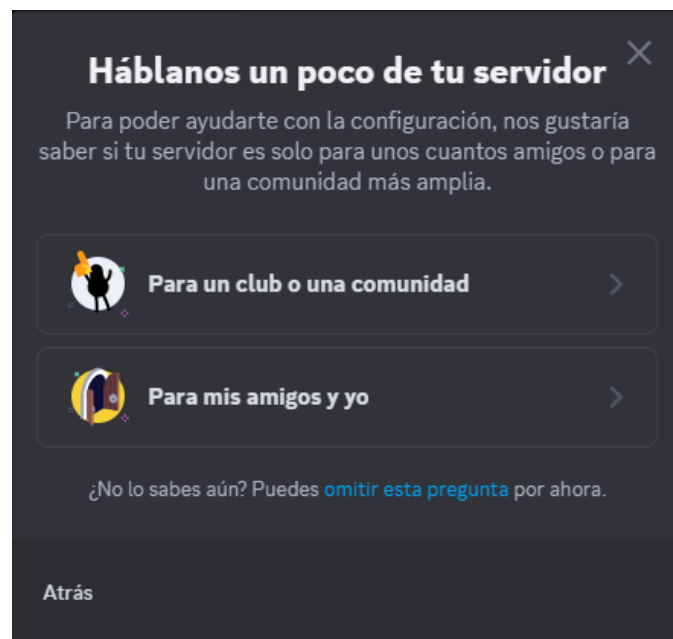 Háblanos un poco de tu servidor
Para poder ayudarte con la configuración, nos gustaría
saber si tu servidor es solo para unos cuantos amigos o para
una comunidad más amplia.
Para un club o una comunidad
Para mis amigos y yo
¿No lo sabes aún? Puedes omitir esta pregunta por ahora.
Atrás